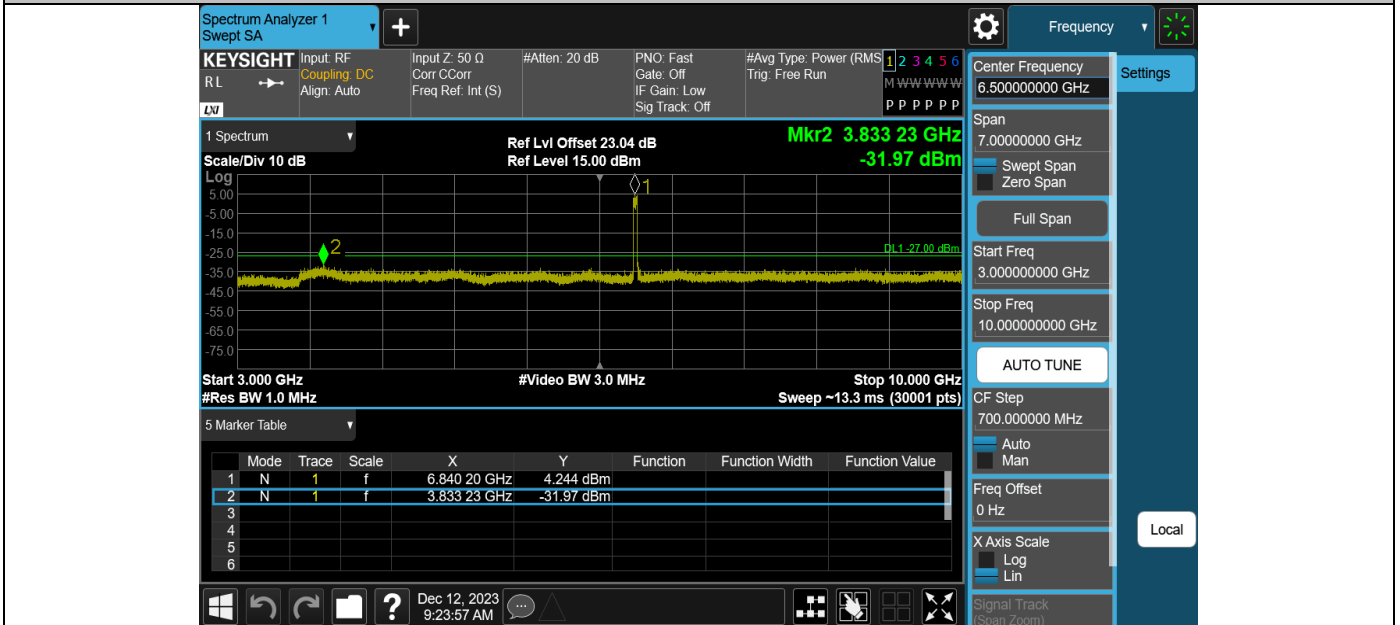 Spectrum Analyzer 1
Swept SA
+
Frequency
KEYSIGHT
RL
LXI
Input: RF
Coupling: DC
Align: Auto
Input Z: 50 Ω
Corr CCorr
Freq Ref: Int (S)
#Atten: 20 dB
PNO: Fast
Gate: Off
IF Gain: Low
Sig Track: Off
#Avg Type: Power (RMS
Trig: Free Run
1 2 3 4 5 6
M W W W W W
P P P P P P
1 Spectrum
Scale/Div 10 dB
Ref Lvl Offset 23.04 dB
Ref Level 15.00 dBm
Mkr2 3.833 23 GHz
-31.97 dBm
Log
5.00
-5.00
-15.0
-25.0
-35.0
-45.0
-55.0
-65.0
-75.0
1
2
DL1 -27.00 dBm
Start 3.000 GHz
#Video BW 3.0 MHz
Stop 10.000 GHz
#Res BW 1.0 MHz
Sweep ~13.3 ms (30001 pts)
5 Marker Table
Mode Trace Scale X Y Function Function Width Function Value
1 N 1 f 6.840 20 GHz 4.244 dBm
2 N 1 f 3.833 23 GHz -31.97 dBm
3
4
5
6
Dec 12, 2023
9:23:57 AM
?
Center Frequency
6.500000000 GHz
Settings
Span
7.00000000 GHz
Swept Span
Zero Span
Full Span
Start Freq
3.000000000 GHz
Stop Freq
10.000000000 GHz
AUTO TUNE
CF Step
700.000000 MHz
Auto
Man
Freq Offset
0 Hz
X Axis Scale
Log
Lin
Signal Track
(Span Zoom)
Local